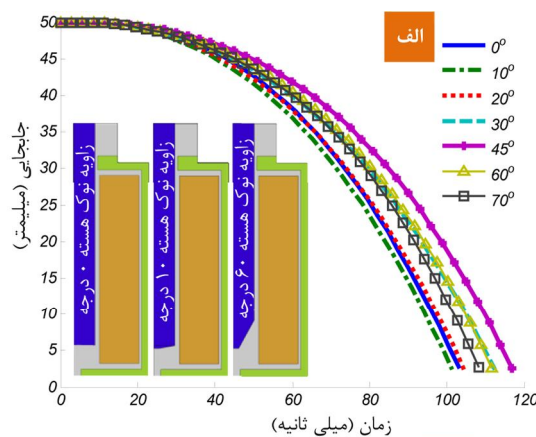 الف
0°
10°
20°
30°
45°
60°
70°
50
45
40
35
30
25
20
15
10
5
0
جابجایی (میلیمتر)
زاویه نوک هسته ۰ درجه
زاویه نوک هسته ۱۰ درجه
زاویه نوک هسته ۶۰ درجه
0 20 40 60 80 100 120
زمان (میلی ثانیه)